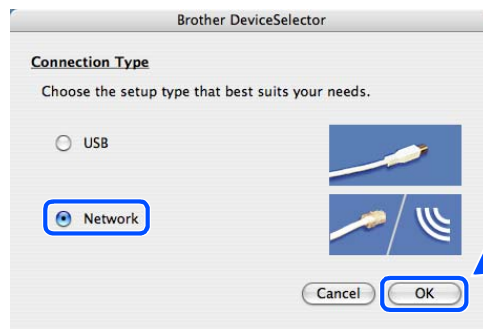 Brother DeviceSelector
Connection Type
Choose the setup type that best suits your needs.
USB
Network
Cancel OK